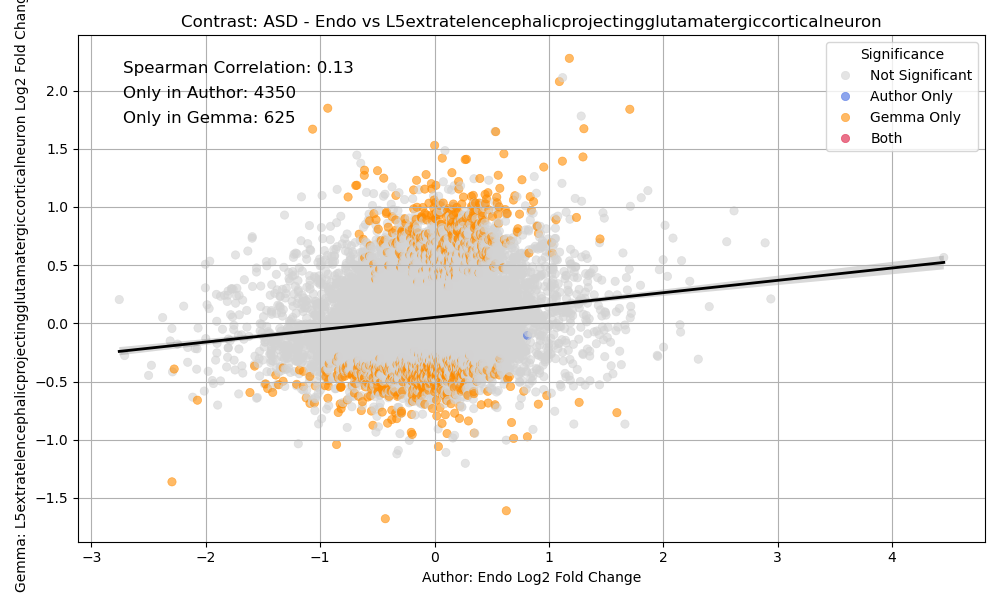 Contrast: ASD - Endo vs L5extratelencephalicprojectingglutamatergiccorticalneuron
Spearman Correlation: 0.13
Only in Author: 4350
Only in Gemma: 625
Significance
Not Significant
Author Only
Gemma Only
Both
2.0
1.5
1.0
0.5
0.0
−0.5
−1.0
−1.5
−3
−2
−1
0
1
2
3
4
Author: Endo Log2 Fold Change
Gemma: L5extratelencephalicprojectingglutamatergiccorticalneuron Log2 Fold